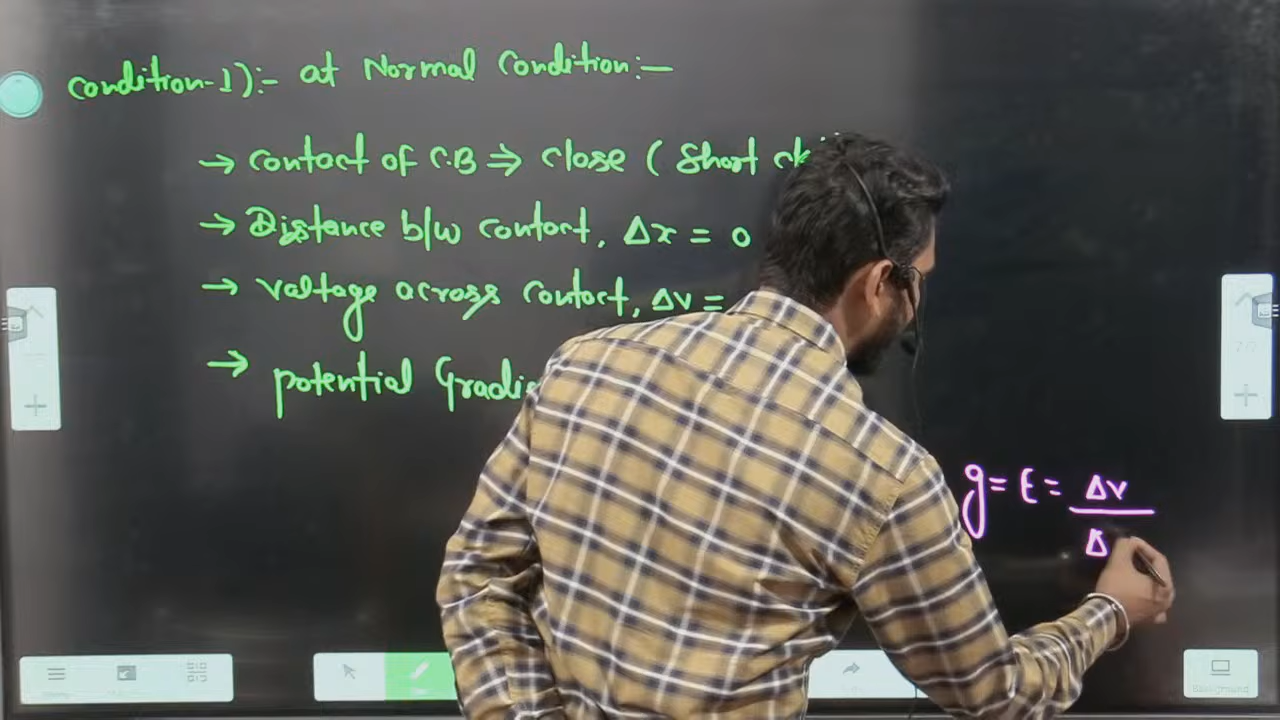 condition-1):- at Normal Condition:-
→ contact of C.B ⇒ close ( Short
→ Distance b/w contact, Δx = 0
→ voltage across contact, Δv =
→ potential
g = E = Δv
Δ
Background